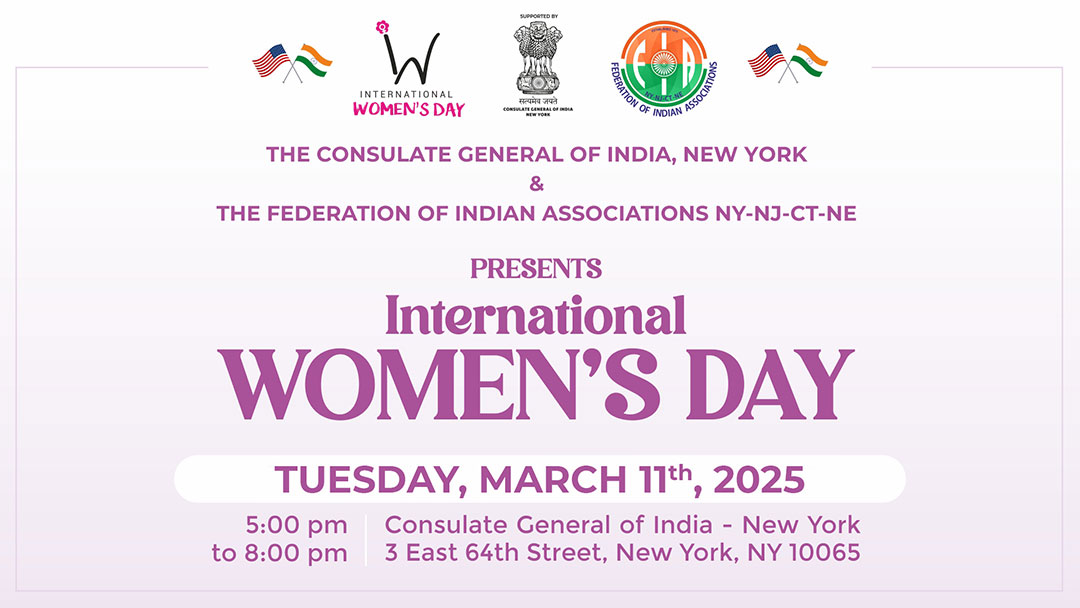 INTERNATIONAL
WOMEN'S DAY
SUPPORTED BY
सत्यमेव जयते
CONSULATE GENERAL OF INDIA
NEW YORK
FIA
NY-NJ-CT-NE
FEDERATION OF INDIAN ASSOCIATIONS
THE CONSULATE GENERAL OF INDIA, NEW YORK
&
THE FEDERATION OF INDIAN ASSOCIATIONS NY-NJ-CT-NE
PRESENTS
International
WOMEN'S DAY
TUESDAY, MARCH 11th, 2025
5:00 pm
to 8:00 pm
Consulate General of India - New York
3 East 64th Street, New York, NY 10065